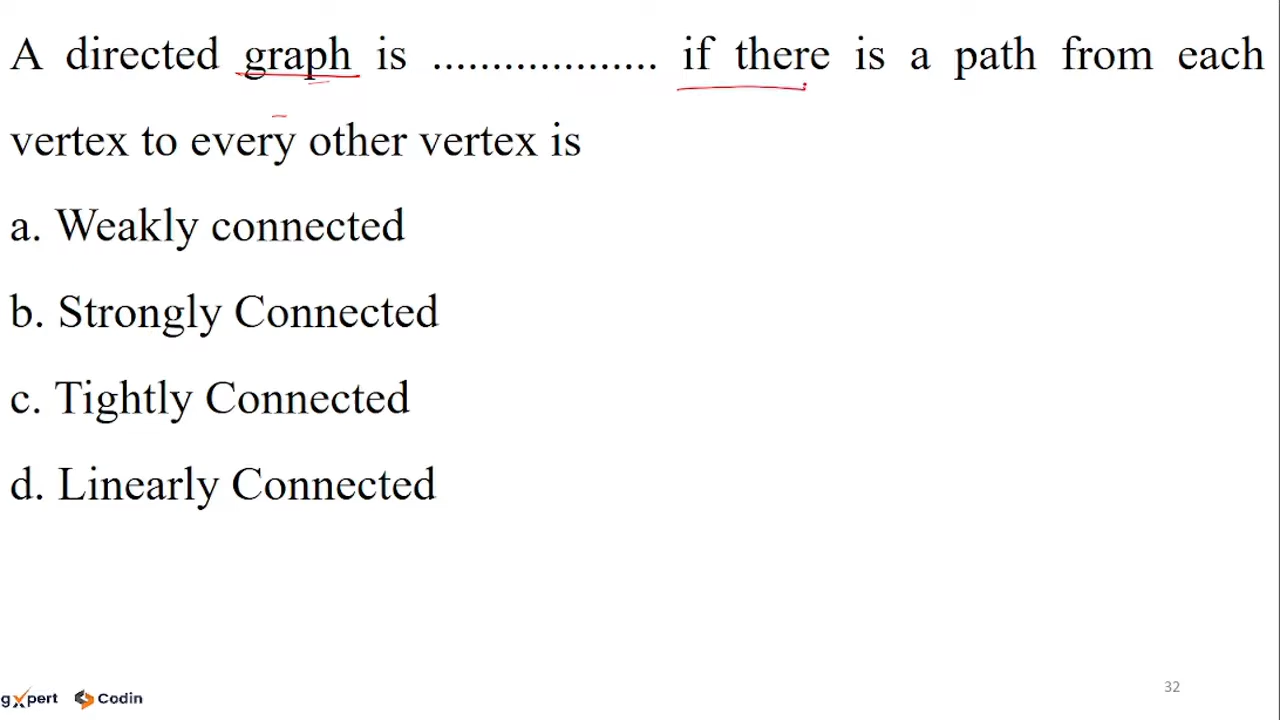 A directed graph is ................... if there is a path from each
vertex to every other vertex is
a. Weakly connected
b. Strongly Connected
c. Tightly Connected
d. Linearly Connected
gXpert Codin
32